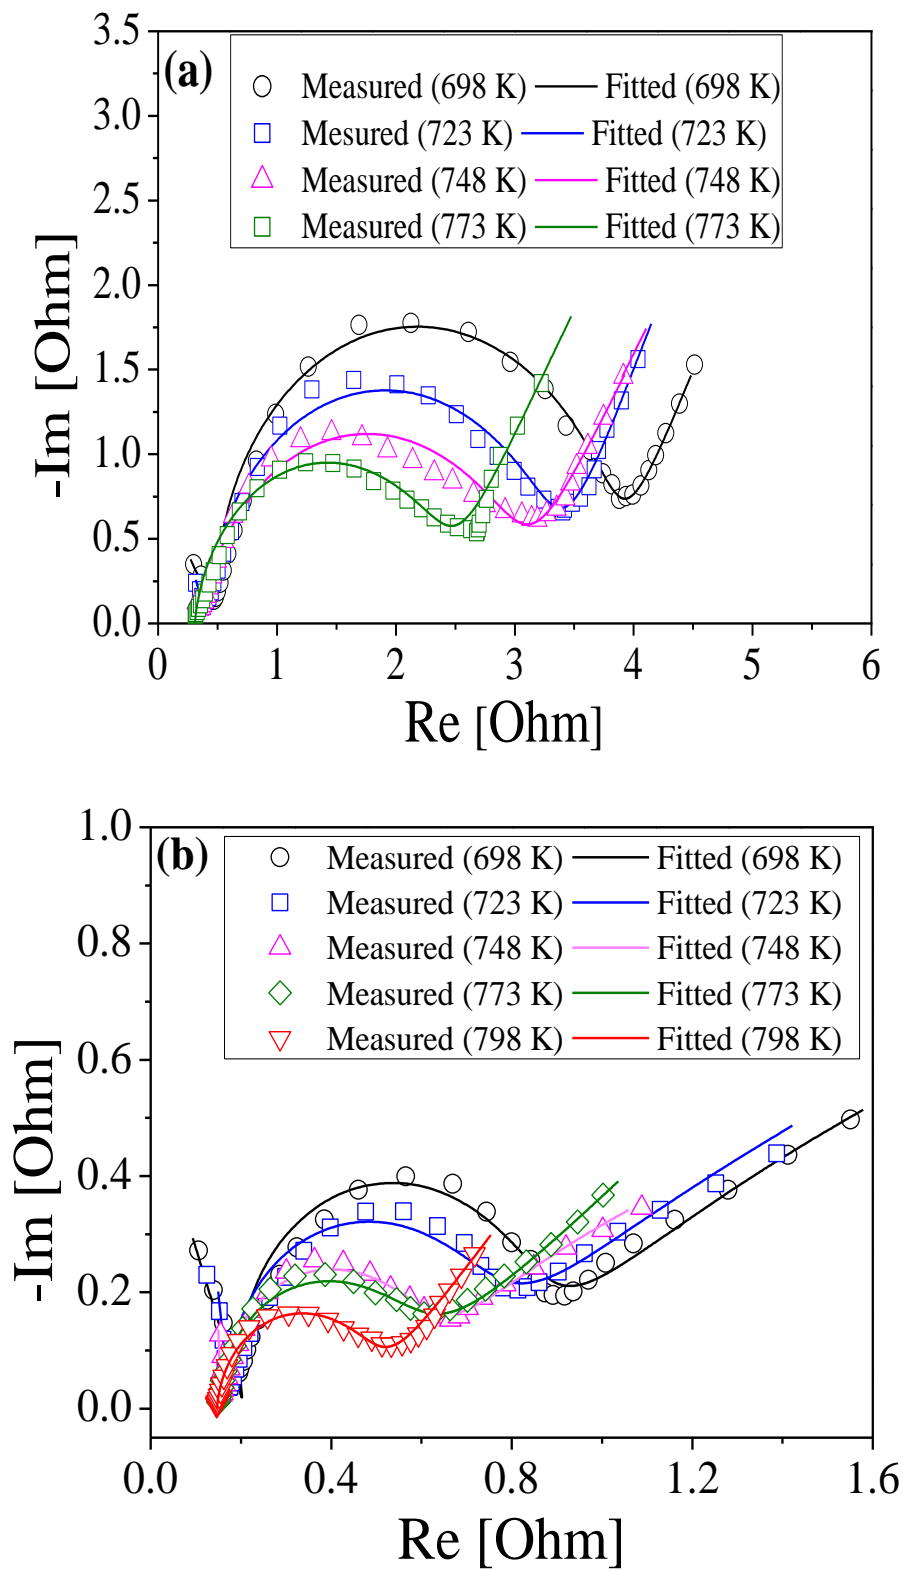 3.5
(a)
Measured (698 K) Fitted (698 K)
Mesured (723 K) Fitted (723 K)
Measured (748 K) Fitted (748 K)
Measured (773 K) Fitted (773 K)
3.0
2.5
2.0
1.5
1.0
0.5
0.0
-Im [Ohm]
0 1 2 3 4 5 6
Re [Ohm]
1.0
(b)
Measured (698 K) Fitted (698 K)
Measured (723 K) Fitted (723 K)
Measured (748 K) Fitted (748 K)
Measured (773 K) Fitted (773 K)
Measured (798 K) Fitted (798 K)
0.8
0.6
0.4
0.2
0.0
-Im [Ohm]
0.0 0.4 0.8 1.2 1.6
Re [Ohm]